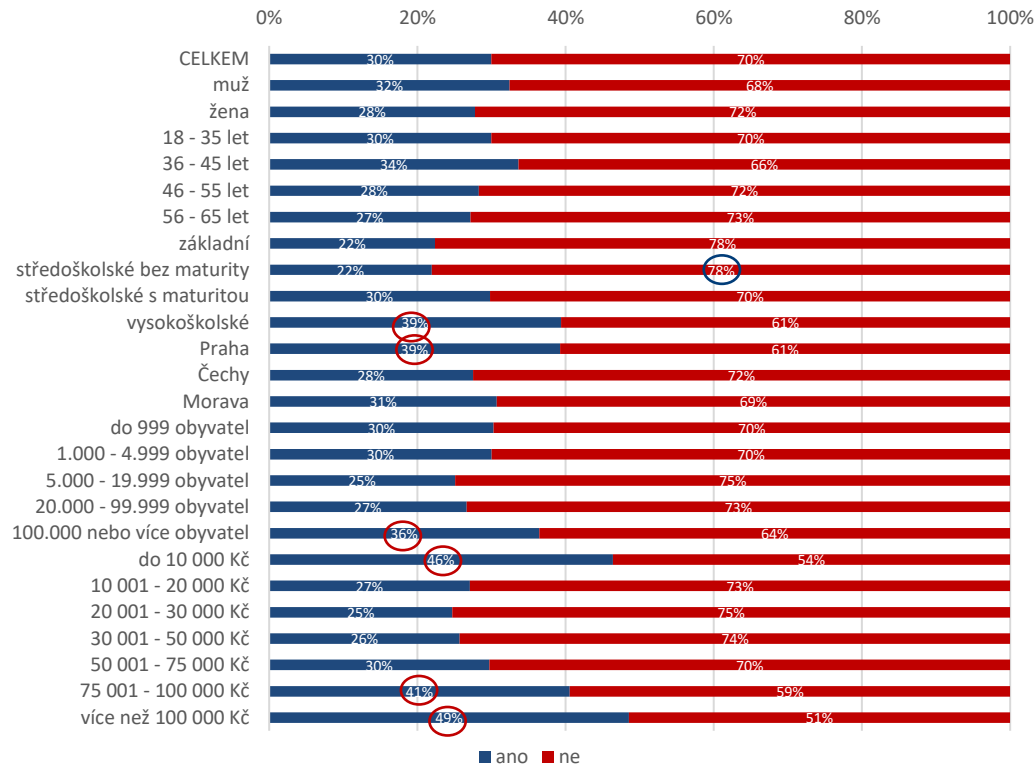 0% 20% 40% 60% 80% 100%
CELKEM 30% 70%
muž 32% 68%
žena 28% 72%
18 - 35 let 30% 70%
36 - 45 let 34% 66%
46 - 55 let 28% 72%
56 - 65 let 27% 73%
základní 22% 78%
středoškolské bez maturity 22% 78%
středoškolské s maturitou 30% 70%
vysokoškolské 39% 61%
Praha 39% 61%
Čechy 28% 72%
Morava 31% 69%
do 999 obyvatel 30% 70%
1.000 - 4.999 obyvatel 30% 70%
5.000 - 19.999 obyvatel 25% 75%
20.000 - 99.999 obyvatel 27% 73%
100.000 nebo více obyvatel 36% 64%
do 10 000 Kč 46% 54%
10 001 - 20 000 Kč 27% 73%
20 001 - 30 000 Kč 25% 75%
30 001 - 50 000 Kč 26% 74%
50 001 - 75 000 Kč 30% 70%
75 001 - 100 000 Kč 41% 59%
více než 100 000 Kč 49% 51%
ano ne